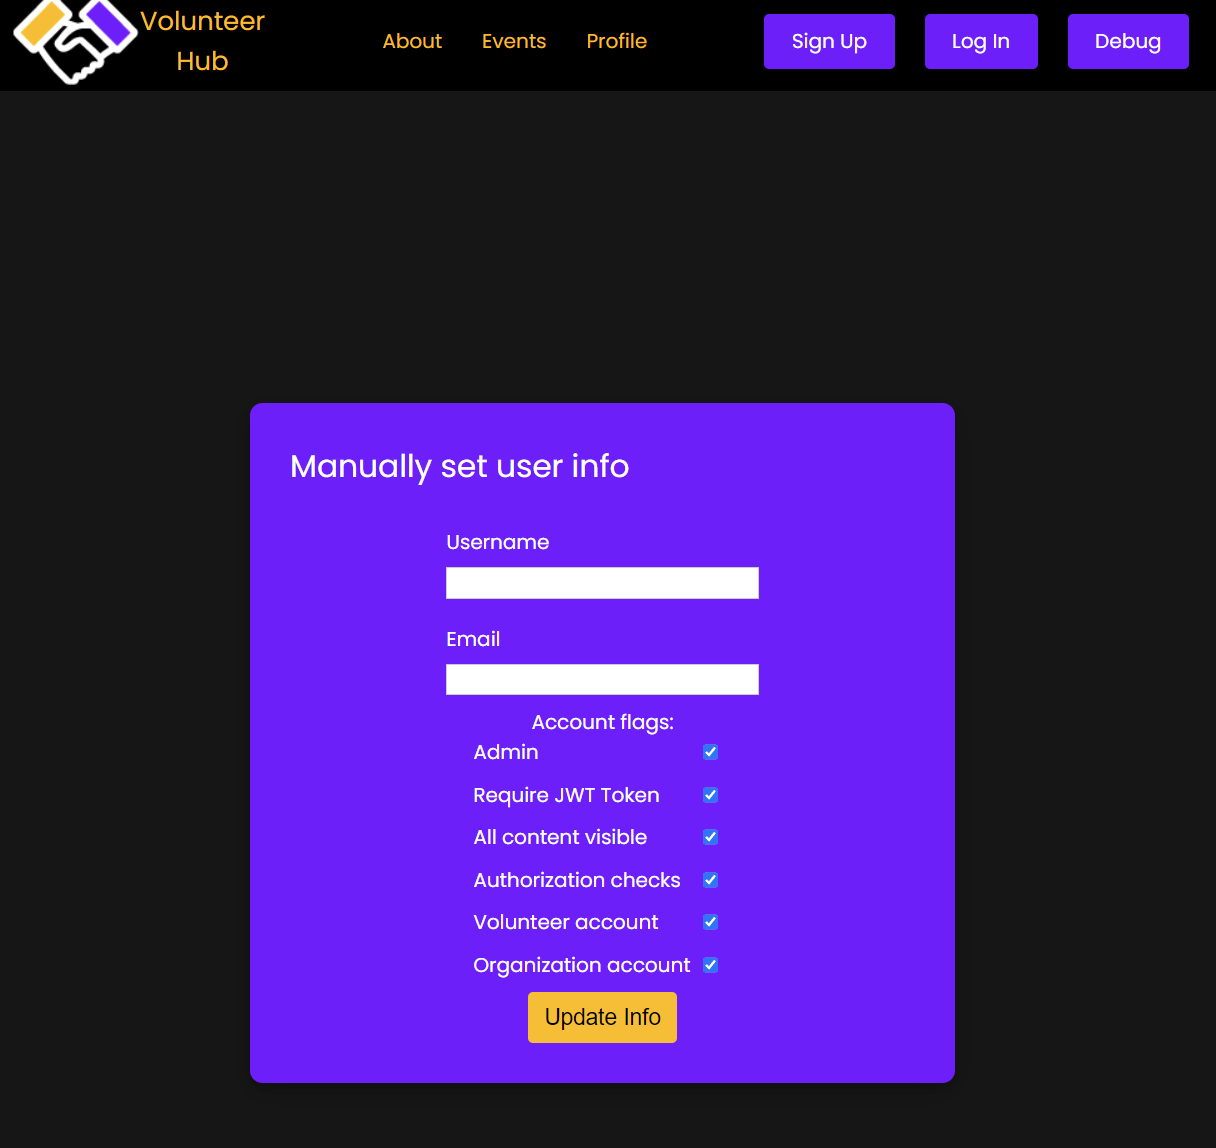 Volunteer
Hub
About
Events
Profile
Sign Up
Log In
Debug
Manually set user info
Username
Email
Account flags:
Admin
Require JWT Token
All content visible
Authorization checks
Volunteer account
Organization account
Update Info